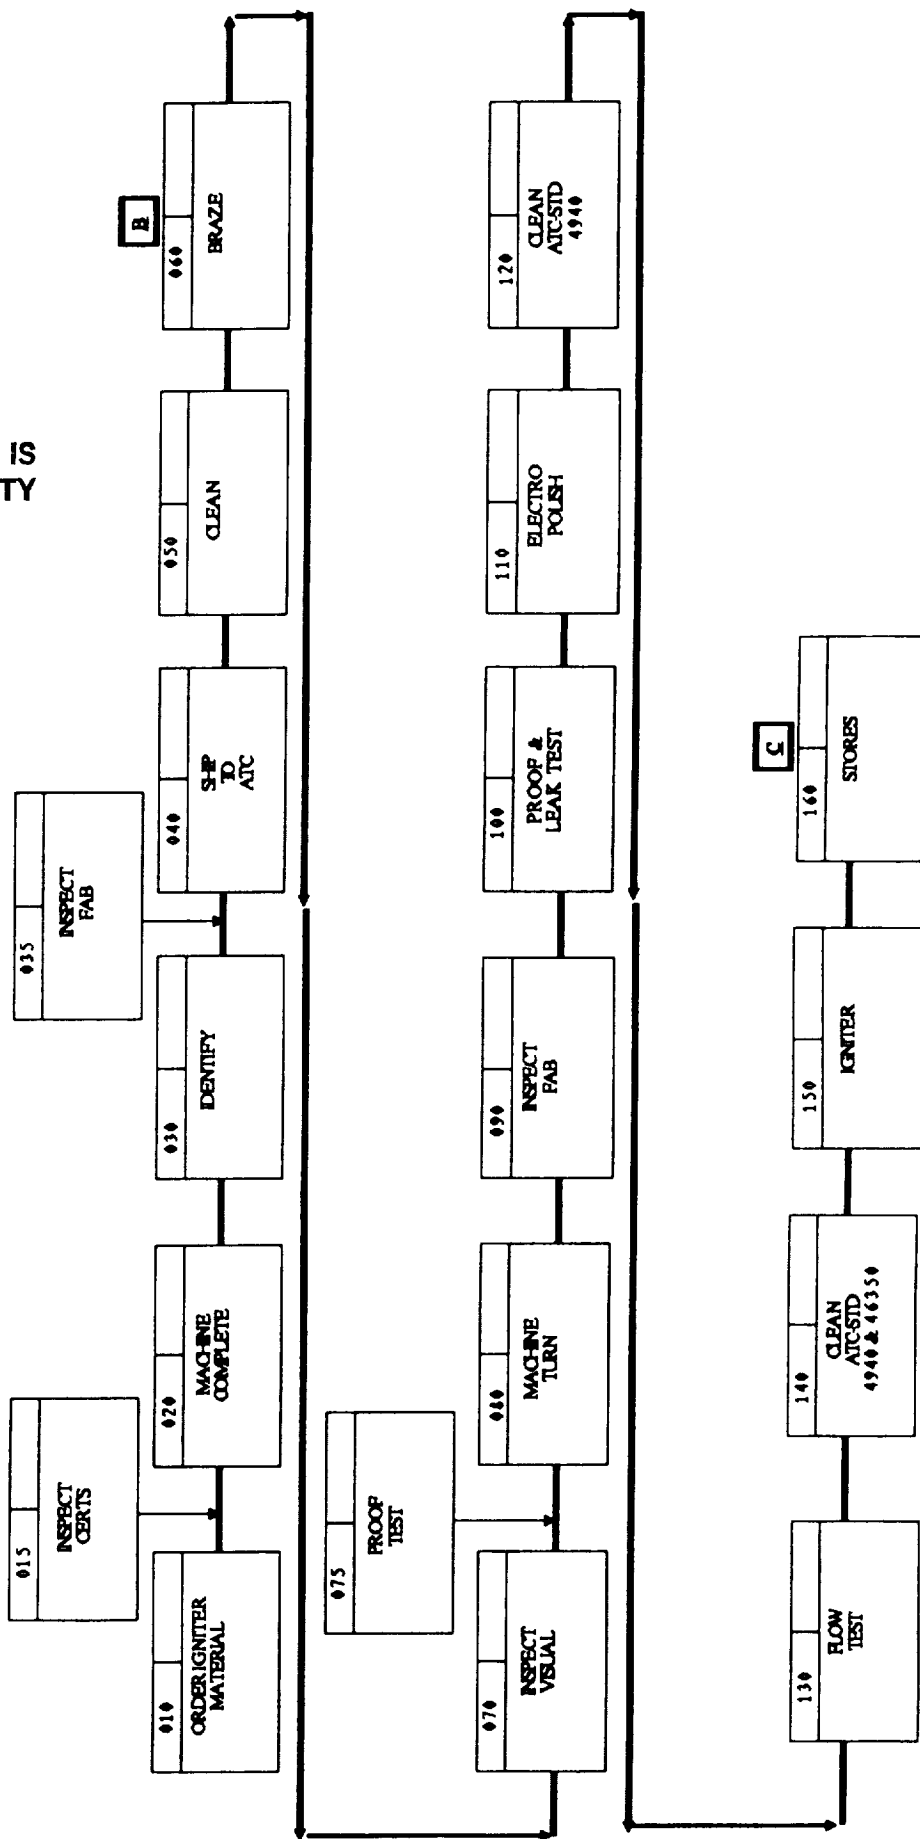 IS
TY
015
INSPECT
CERTS
035
INSPECT
FAB
B
010
ORDER IGNITER
MATERIAL
020
MACHINE
COMPLETE
030
IDENTIFY
040
SHIP
TO
ATC
050
CLEAN
060
BRAZE
075
PROOF
TEST
070
INSPECT
VISUAL
080
MACHINE
TURN
090
INSPECT
FAB
100
PROOF &
LEAK TEST
110
ELECTRO
POLISH
120
CLEAN
ATC-STD
4940
C
130
FLOW
TEST
140
CLEAN
ATC-STD
4940 & 46350
150
IGNITER
160
STORES